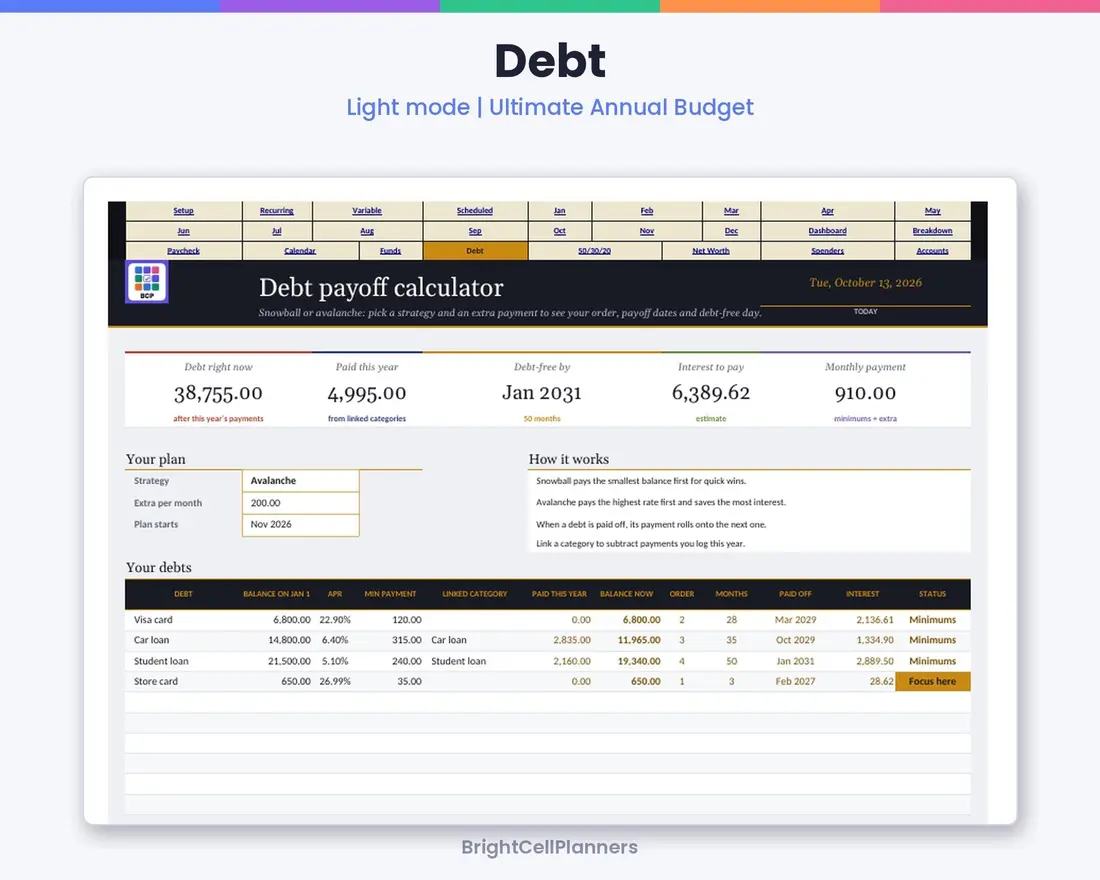 Debt
Light mode | Ultimate Annual Budget
Setup Recurring Variable Scheduled Jan Feb Mar Apr May
Jun Jul Aug Sep Oct Nov Dec Dashboard Breakdown
Paycheck Calendar Funds Debt 50/30/20 Net Worth Spenders Accounts
BCP
Debt payoff calculator
Tue, October 13, 2026
Snowball or avalanche: pick a strategy and an extra payment to see your order, payoff dates and debt-free day.
TODAY
Debt right now Paid this year Debt-free by Interest to pay Monthly payment
38,755.00 4,995.00 Jan 2031 6,389.62 910.00
after this year's payments from linked categories 50 months estimate minimums + extra
Your plan
Strategy Avalanche
Extra per month 200.00
Plan starts Nov 2026
How it works
Snowball pays the smallest balance first for quick wins.
Avalanche pays the highest rate first and saves the most interest.
When a debt is paid off, its payment rolls onto the next one.
Link a category to subtract payments you log this year.
Your debts
DEBT BALANCE ON JAN 1 APR MIN PAYMENT LINKED CATEGORY PAID THIS YEAR BALANCE NOW ORDER MONTHS PAID OFF INTEREST STATUS
Visa card 6,800.00 22.90% 120.00 0.00 6,800.00 2 28 Mar 2029 2,136.61 Minimums
Car loan 14,800.00 6.40% 315.00 Car loan 2,835.00 11,965.00 3 35 Oct 2029 1,334.90 Minimums
Student loan 21,500.00 5.10% 240.00 Student loan 2,160.00 19,340.00 4 50 Jan 2031 2,889.50 Minimums
Store card 650.00 26.99% 35.00 0.00 650.00 1 3 Feb 2027 28.62 Focus here
BrightCellPlanners